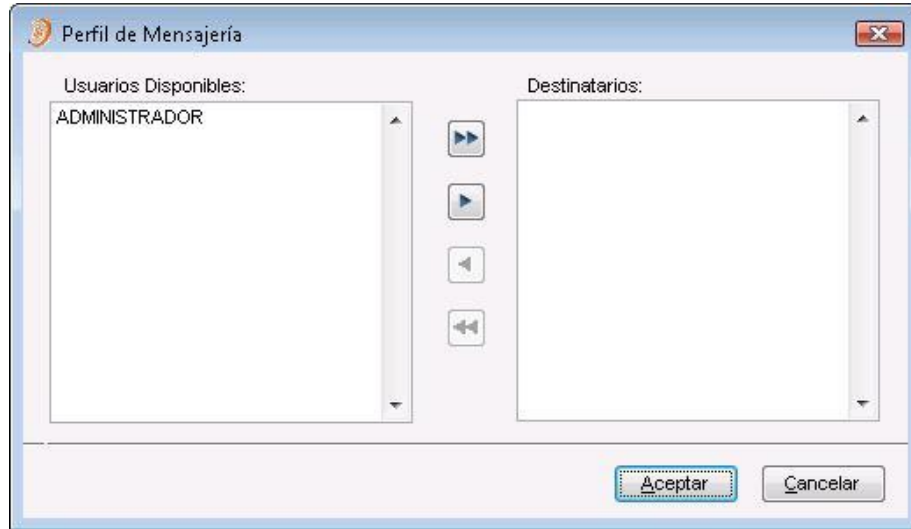 Perfil de Mensajería
Usuarios Disponibles:
Destinatarios:
ADMINISTRADOR
Aceptar
Cancelar